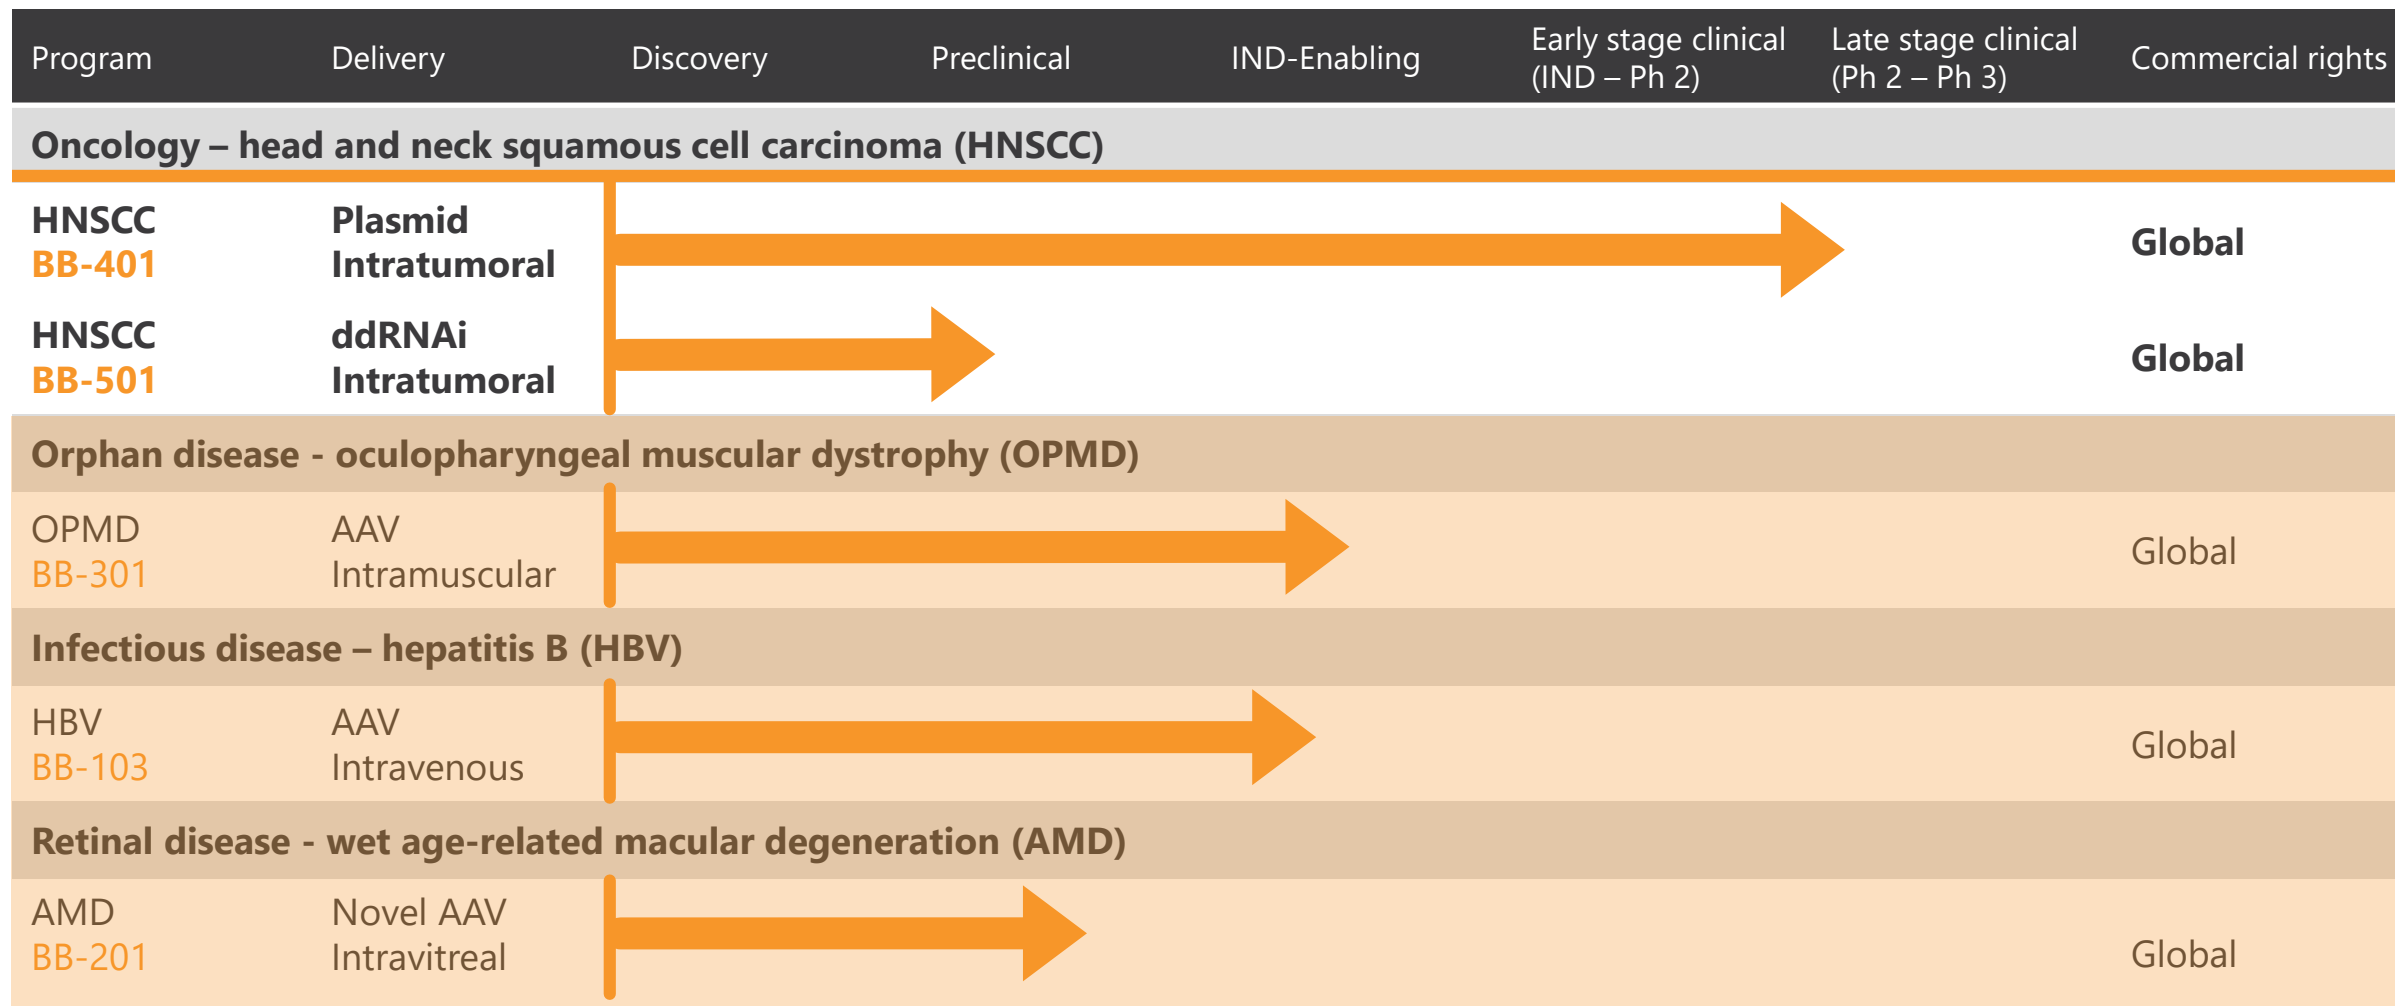 Program Delivery Discovery Preclinical IND-Enabling Early stage clinical (IND – Ph 2) Late stage clinical (Ph 2 – Ph 3) Commercial rights
Oncology – head and neck squamous cell carcinoma (HNSCC)
HNSCC Plasmid
BB-401 Intratumoral
Global
HNSCC ddRNAi
BB-501 Intratumoral
Global
Orphan disease - oculopharyngeal muscular dystrophy (OPMD)
OPMD AAV
BB-301 Intramuscular
Global
Infectious disease – hepatitis B (HBV)
HBV AAV
BB-103 Intravenous
Global
Retinal disease - wet age-related macular degeneration (AMD)
AMD Novel AAV
BB-201 Intravitreal
Global